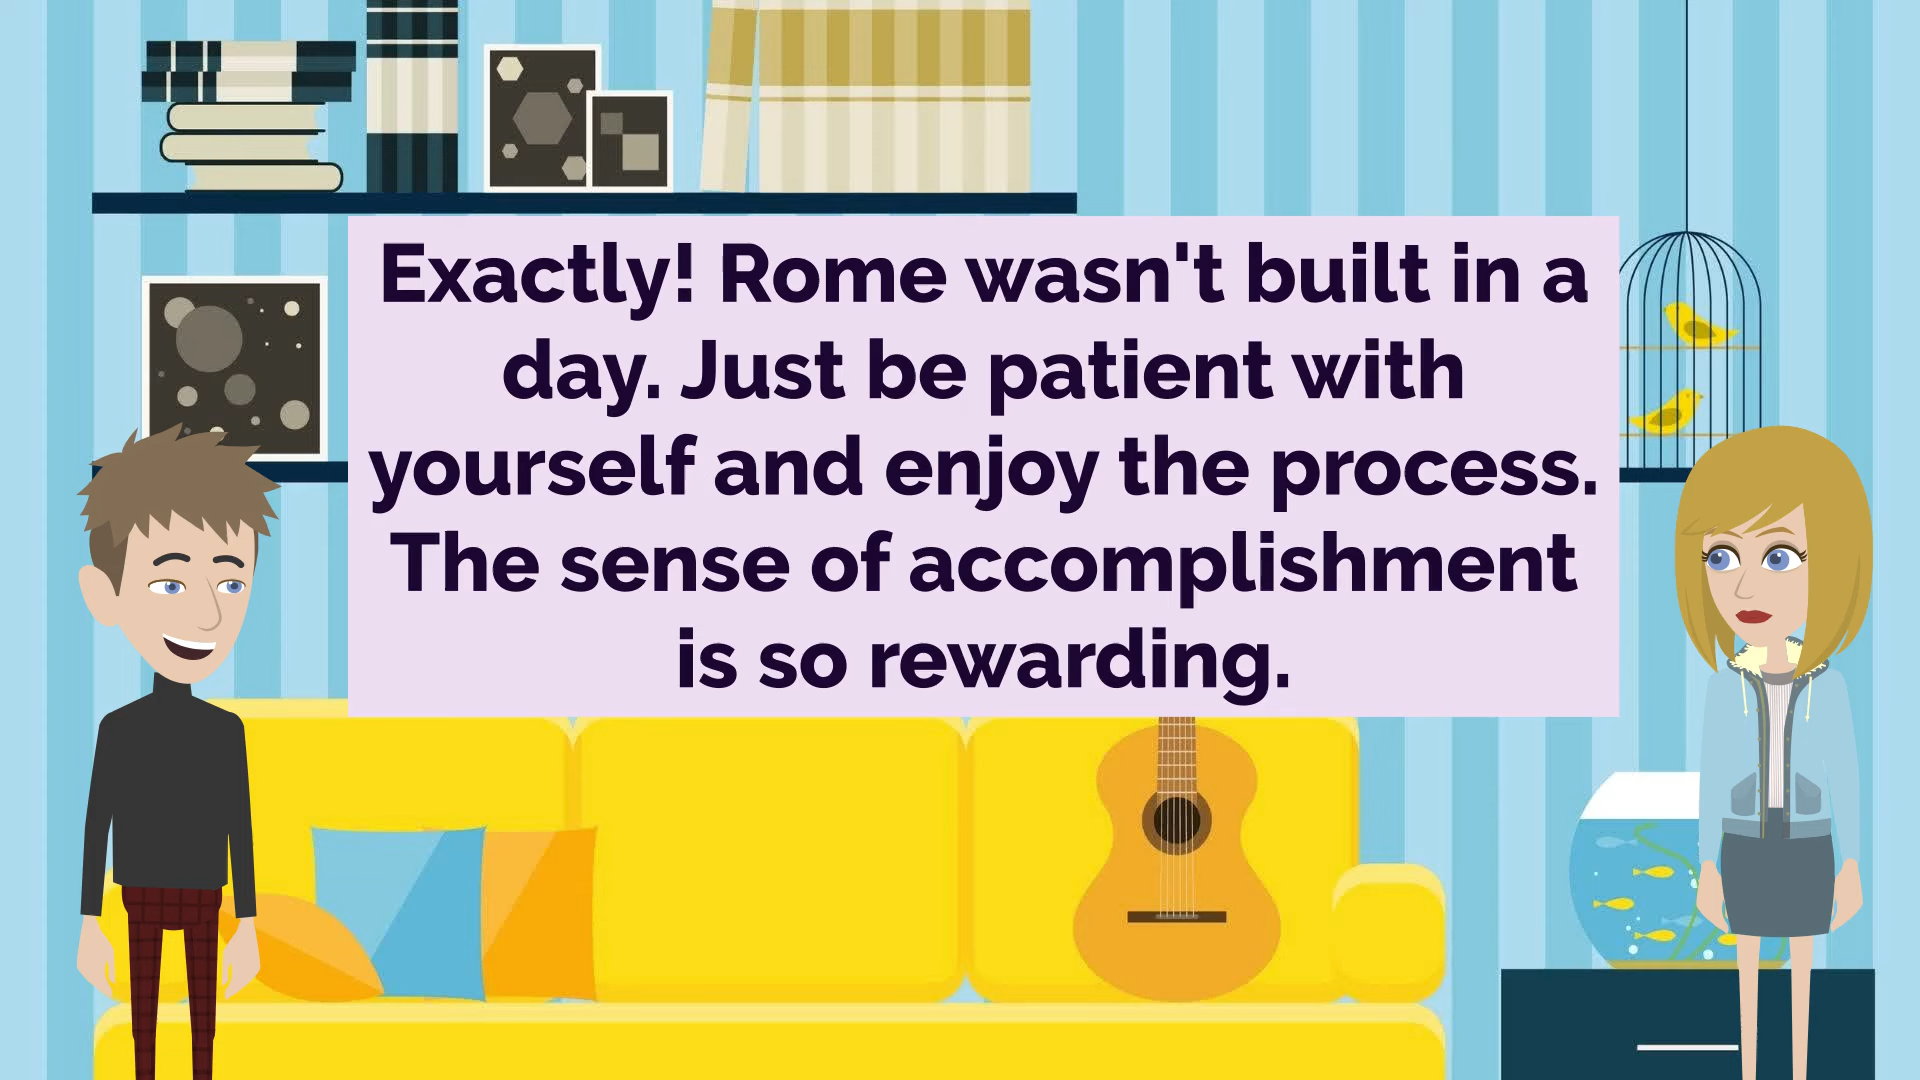 Exactly! Rome wasn't built in a
day. Just be patient with
yourself and enjoy the process.
The sense of accomplishment
is so rewarding.